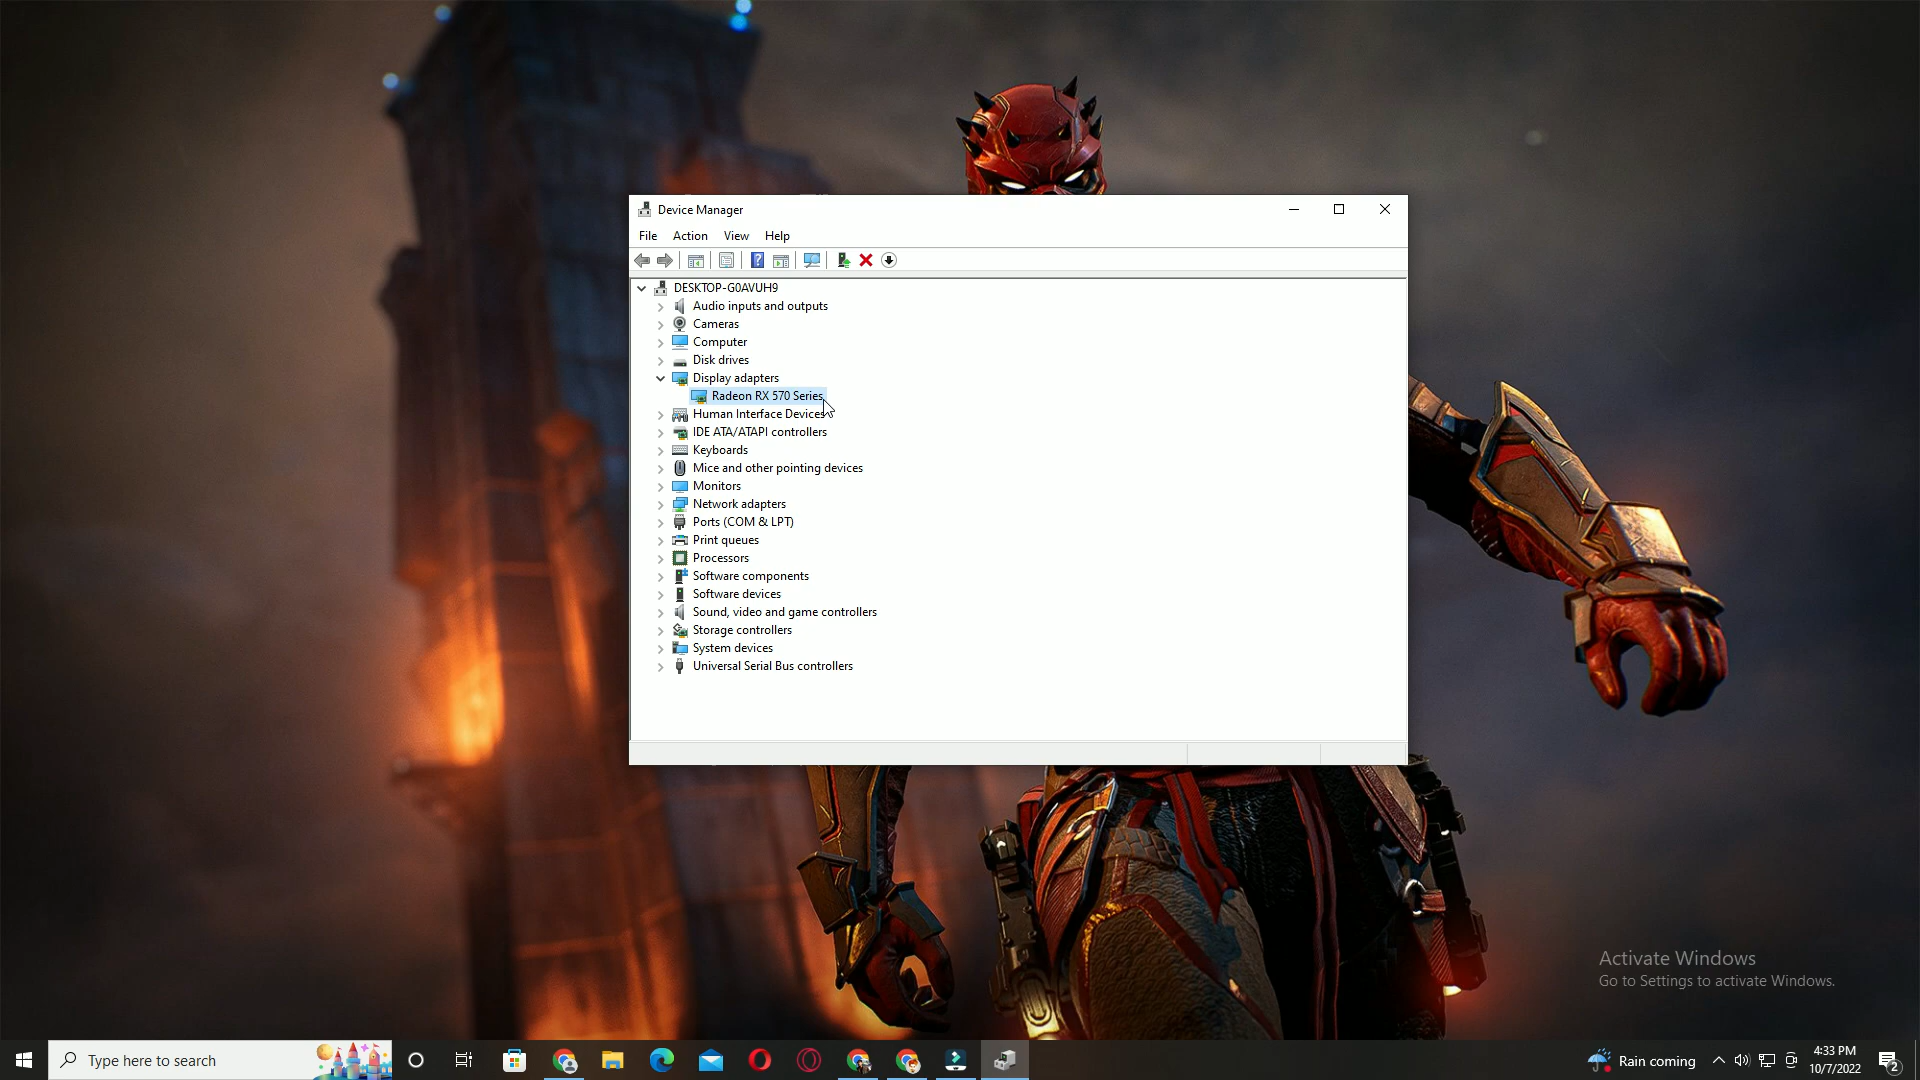 Device Manager
File Action View Help
DESKTOP-G0AVUH9
Audio inputs and outputs
Cameras
Computer
Disk drives
Display adapters
Radeon RX 570 Series
Human Interface Devices
IDE ATA/ATAPI controllers
Keyboards
Mice and other pointing devices
Monitors
Network adapters
Ports (COM & LPT)
Print queues
Processors
Software components
Software devices
Sound, video and game controllers
Storage controllers
System devices
Universal Serial Bus controllers
Activate Windows
Go to Settings to activate Windows.
Type here to search
Rain coming
4:33 PM
10/7/2022
2